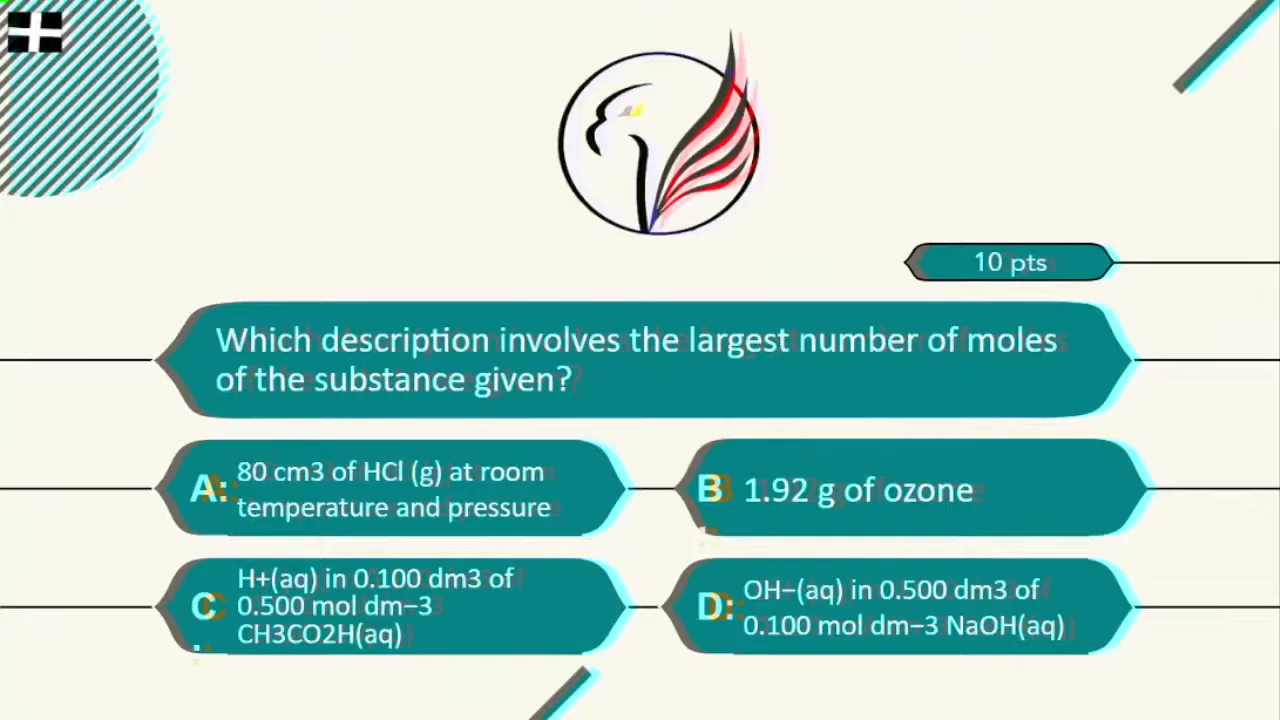 10 pts
Which description involves the largest number of moles
of the substance given?
A: 80 cm3 of HCl (g) at room
temperature and pressure
B: 1.92 g of ozone
C: H+(aq) in 0.100 dm3 of
0.500 mol dm−3
CH3CO2H(aq)
D: OH−(aq) in 0.500 dm3 of
0.100 mol dm−3 NaOH(aq)